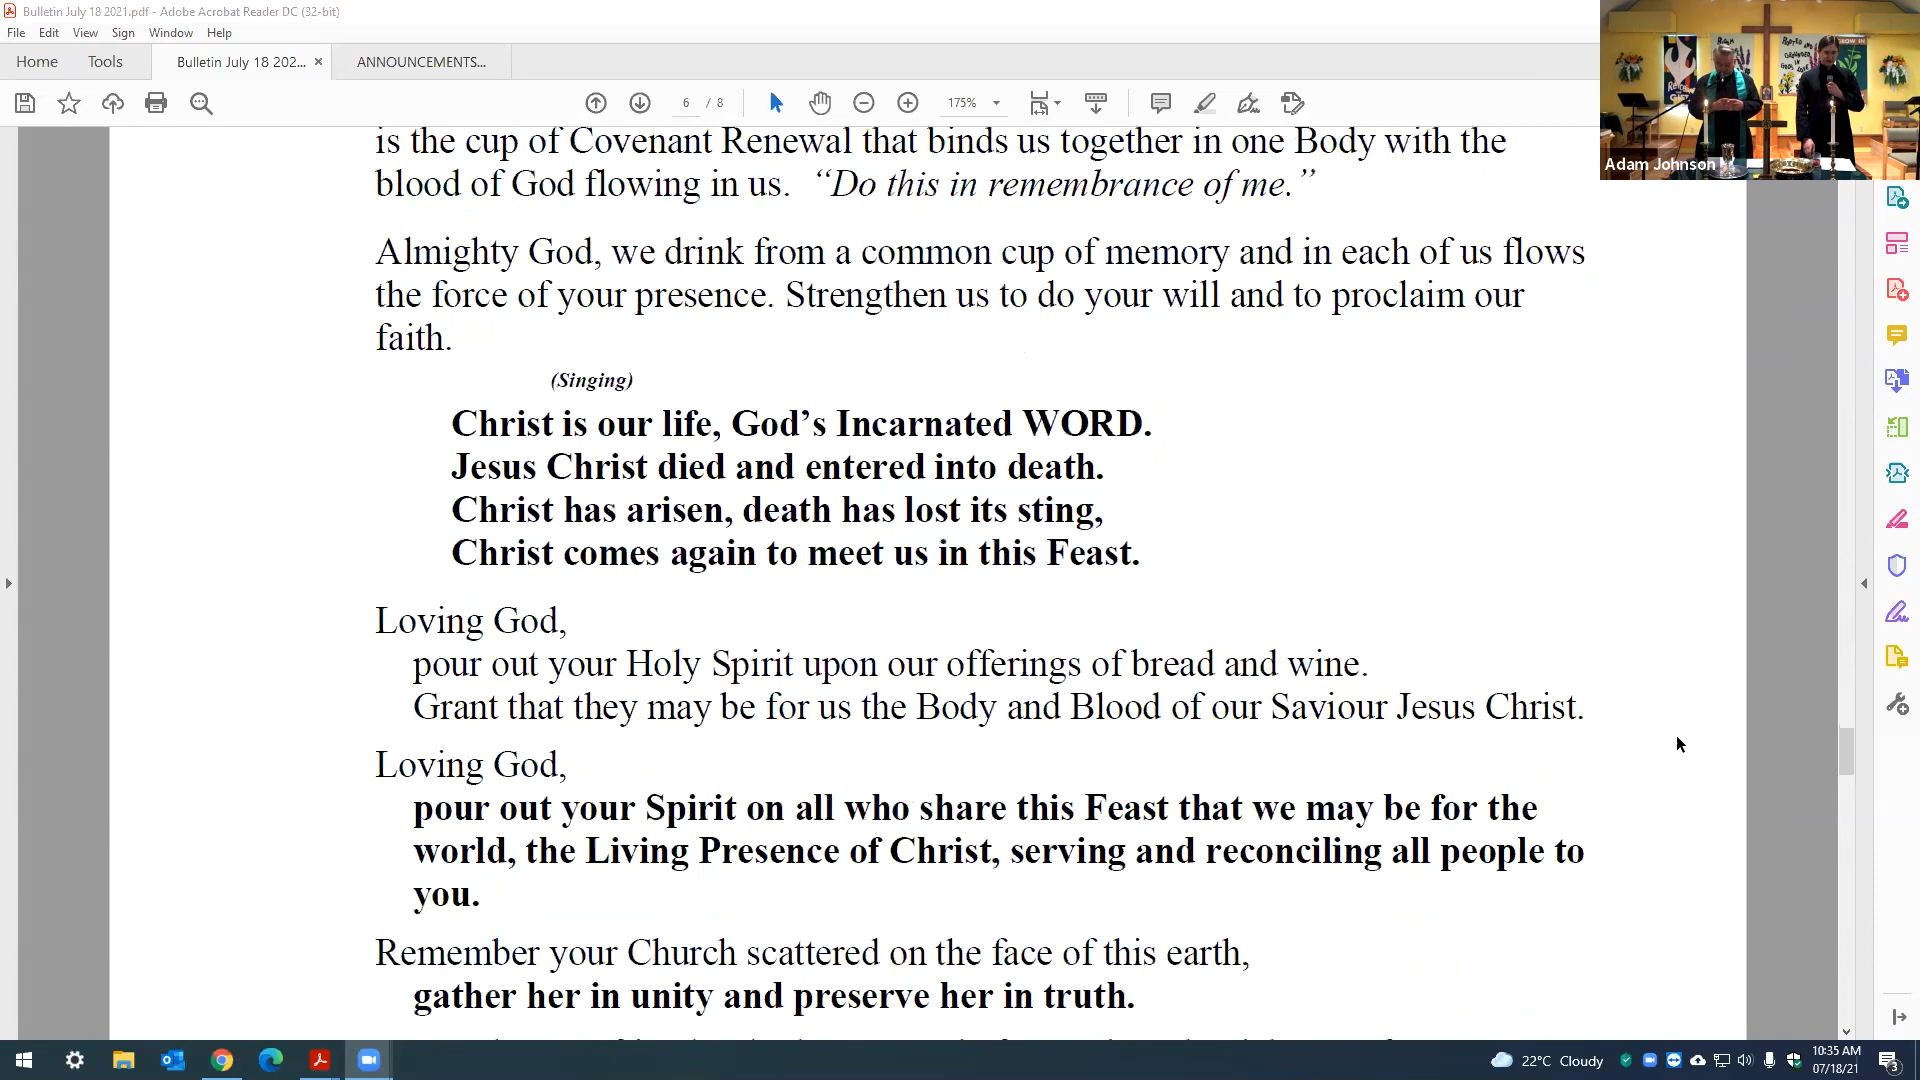 Bulletin July 18 2021.pdf - Adobe Acrobat Reader DC (32-bit)
File Edit View Sign Window Help
Home Tools Bulletin July 18 202... × ANNOUNCEMENTS...
6 / 8 175%
is the cup of Covenant Renewal that binds us together in one Body with the
blood of God flowing in us. “Do this in remembrance of me.”
Almighty God, we drink from a common cup of memory and in each of us flows
the force of your presence. Strengthen us to do your will and to proclaim our
faith.
(Singing)
Christ is our life, God’s Incarnated WORD.
Jesus Christ died and entered into death.
Christ has arisen, death has lost its sting,
Christ comes again to meet us in this Feast.
Loving God,
pour out your Holy Spirit upon our offerings of bread and wine.
Grant that they may be for us the Body and Blood of our Saviour Jesus Christ.
Loving God,
pour out your Spirit on all who share this Feast that we may be for the
world, the Living Presence of Christ, serving and reconciling all people to
you.
Remember your Church scattered on the face of this earth,
gather her in unity and preserve her in truth.
Adam Johnson
22°C Cloudy
10:35 AM
07/18/21
3